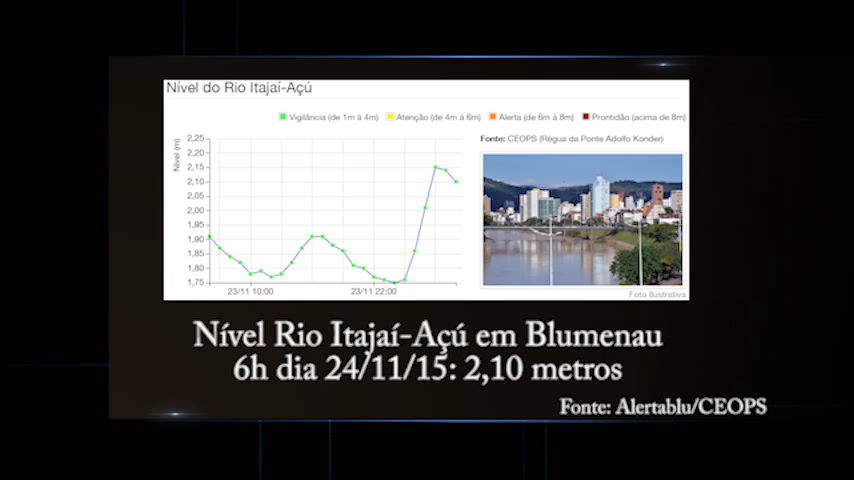 Nível do Rio Itajaí-Açú
Vigilância (de 1m à 4m) Atenção (de 4m à 6m) Alerta (de 6m à 8m) Prontidão (acima de 8m)
Fonte: CEOPS (Régua da Ponte Adolfo Konder)
Nível (m)
2,25
2,20
2,15
2,10
2,05
2,00
1,95
1,90
1,85
1,80
1,75
23/11 10:00 23/11 22:00
Foto Ilustrativa
Nível Rio Itajaí-Açú em Blumenau
6h dia 24/11/15: 2,10 metros
Fonte: Alertablu/CEOPS